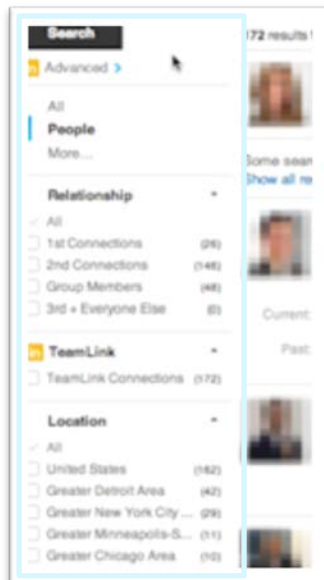 Search
172 results
in Advanced >
All
People
More...
Some sear
Show all re
Relationship
All
1st Connections (26)
2nd Connections (146)
Group Members (48)
3rd + Everyone Else (0)
Current:
Past:
in TeamLink
TeamLink Connections (172)
Location
All
United States (162)
Greater Detroit Area (42)
Greater New York City ... (29)
Greater Minneapolis-S... (11)
Greater Chicago Area (10)